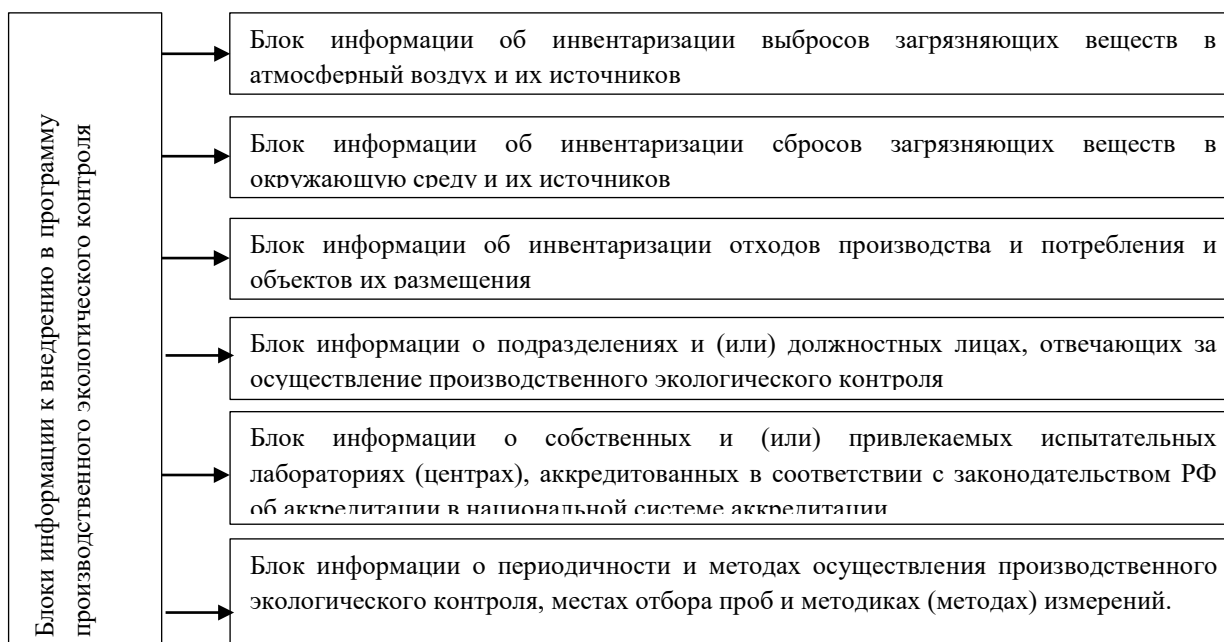 Блоки информации к внедрению в программу
производственного экологического контроля
Блок информации об инвентаризации выбросов загрязняющих веществ в
атмосферный воздух и их источников
Блок информации об инвентаризации сбросов загрязняющих веществ в
окружающую среду и их источников
Блок информации об инвентаризации отходов производства и потребления и
объектов их размещения
Блок информации о подразделениях и (или) должностных лицах, отвечающих за
осуществление производственного экологического контроля
Блок информации о собственных и (или) привлекаемых испытательных
лабораториях (центрах), аккредитованных в соответствии с законодательством РФ
об аккредитации в национальной системе аккредитации
Блок информации о периодичности и методах осуществления производственного
экологического контроля, местах отбора проб и методиках (методах) измерений.